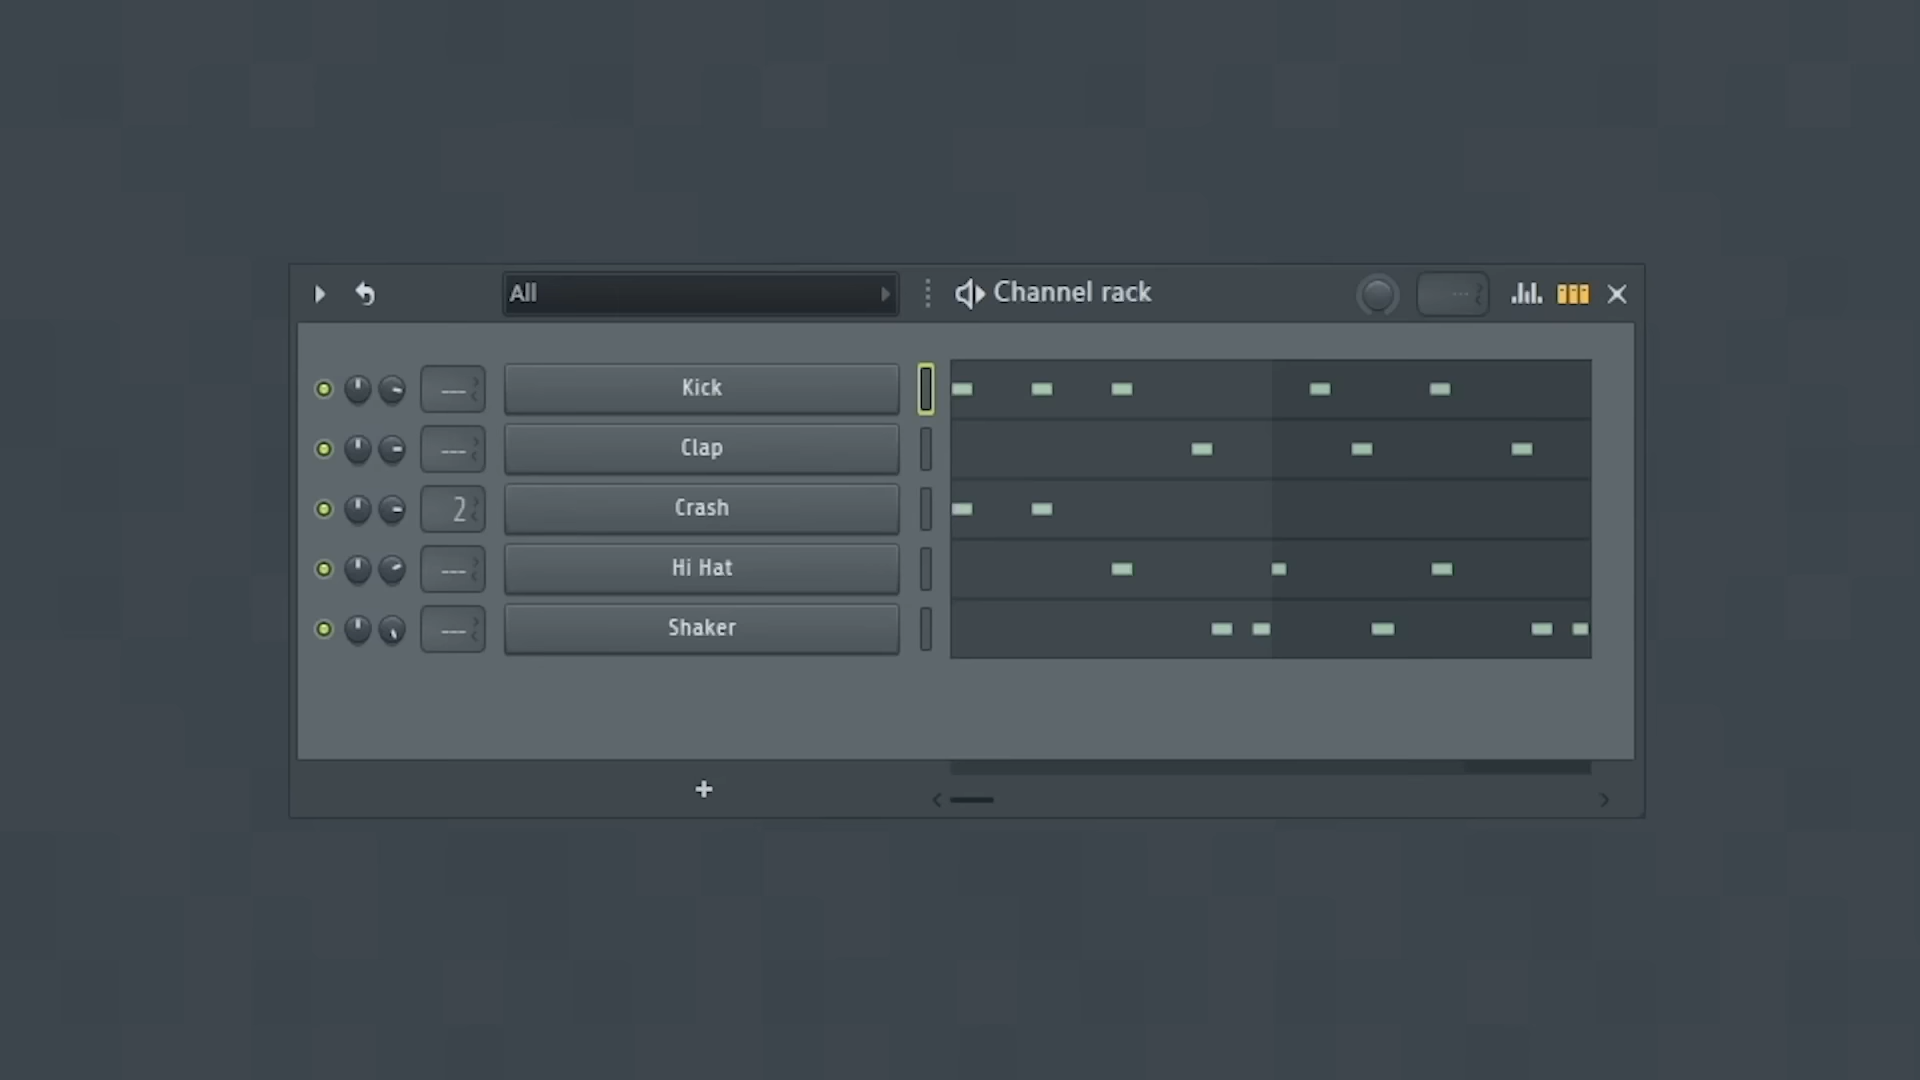 All
Channel rack
---
--- Kick
--- Clap
2 Crash
--- Hi Hat
--- Shaker
+